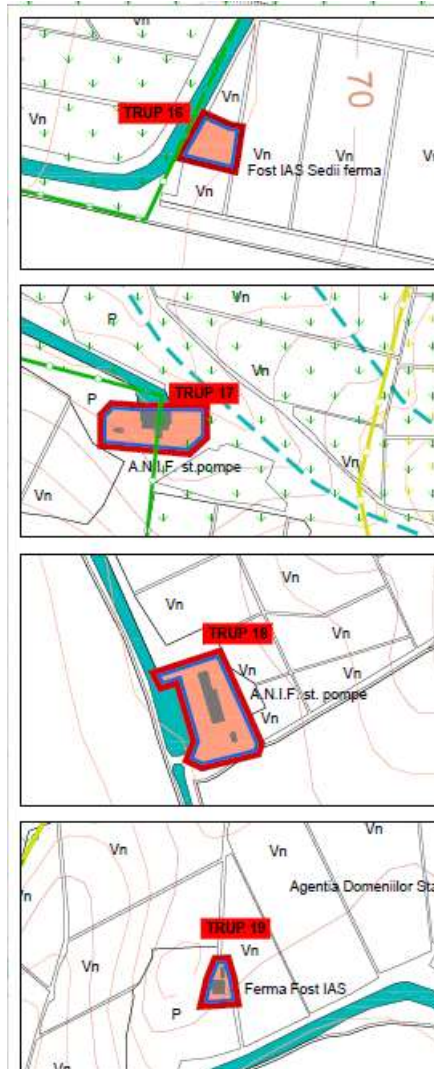 Vn
TRUP 16
Vn
Vn
70
Vn
Vn
Vn
Fost IAS Sedii ferma
Vn
Vn
P
Vn
TRUP 17
P
A.N.I.F. st.pompe
Vn
Vn
Vn
Vn
TRUP 18
Vn
Vn
Vn
A.N.I.F. st. pompe
Vn
Vn
Vn
Vn
Agentia Domeniilor
TRUP 19
Vn
Vn
Ferma Fost IAS
P
Vn